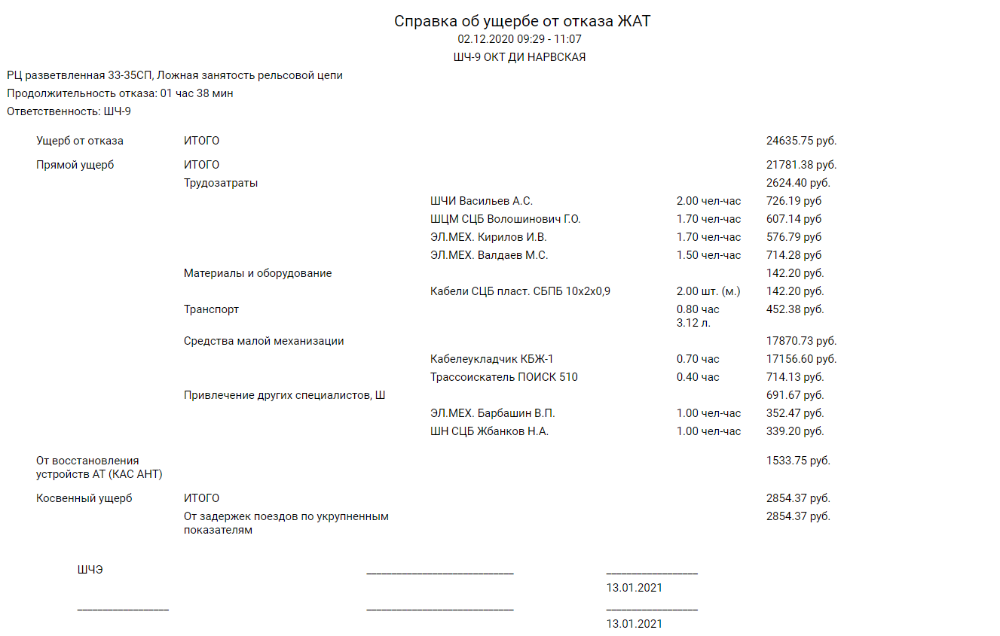 Справка об ущербе от отказа ЖАТ
02.12.2020 09:29 - 11:07
ШЧ-9 ОКТ ДИ НАРВСКАЯ
РЦ разветвленная 33-35СП, Ложная занятость рельсовой цепи
Продолжительность отказа: 01 час 38 мин
Ответственность: ШЧ-9
Ущерб от отказа ИТОГО 24635.75 руб.
Прямой ущерб ИТОГО 21781.38 руб.
Трудозатраты 2624.40 руб.
ШЧИ Васильев А.С. 2.00 чел-час 726.19 руб
ШЦМ СЦБ Волошинович Г.О. 1.70 чел-час 607.14 руб
ЭЛ.МЕХ. Кирилов И.В. 1.70 чел-час 576.79 руб
ЭЛ.МЕХ. Валдаев М.С. 1.50 чел-час 714.28 руб
Материалы и оборудование 142.20 руб.
Кабели СЦБ пласт. СБПБ 10х2х0,9 2.00 шт. (м.) 142.20 руб.
Транспорт 0.80 час 452.38 руб.
3.12 л.
Средства малой механизации 17870.73 руб.
Кабелеукладчик КБЖ-1 0.70 час 17156.60 руб.
Трассоискатель ПОИСК 510 0.40 час 714.13 руб.
Привлечение других специалистов, Ш 691.67 руб.
ЭЛ.МЕХ. Барбашин В.П. 1.00 чел-час 352.47 руб.
ШН СЦБ Жбанков Н.А. 1.00 чел-час 339.20 руб.
От восстановления 1533.75 руб.
устройств АТ (КАС АНТ)
Косвенный ущерб ИТОГО 2854.37 руб.
От задержек поездов по укрупненным 2854.37 руб.
показателям
ШЧЭ _____________________________ __________________
13.01.2021
__________________ _____________________________ __________________
13.01.2021